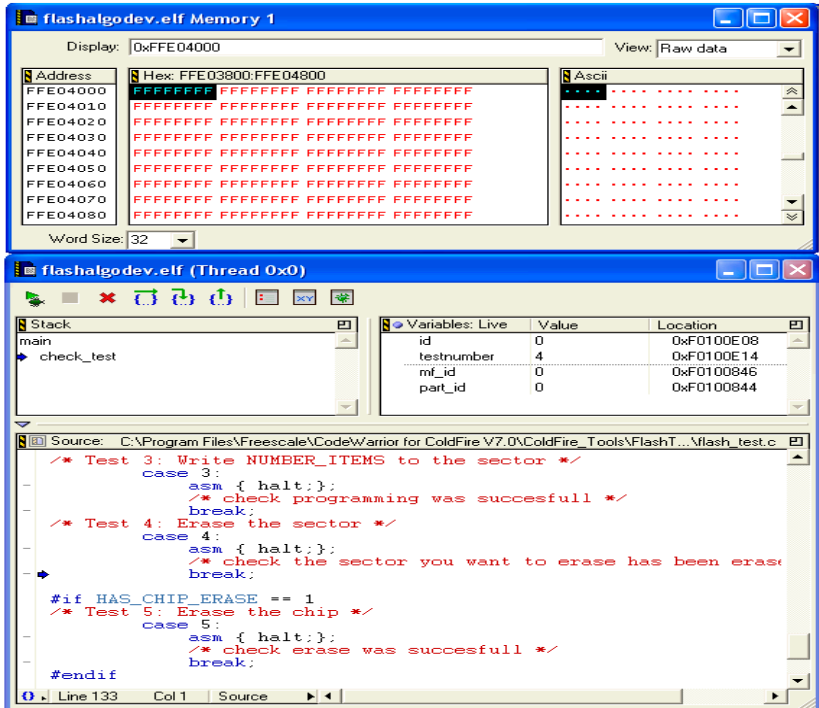 flashalgodev.elf Memory 1
Display: 0xFFE04000 View: Raw data
Address Hex: FFE03800:FFE04800 Ascii
FFE04000 FFFFFFFF FFFFFFFF FFFFFFFF FFFFFFFF .... .... .... ....
FFE04010 FFFFFFFF FFFFFFFF FFFFFFFF FFFFFFFF .... .... .... ....
FFE04020 FFFFFFFF FFFFFFFF FFFFFFFF FFFFFFFF .... .... .... ....
FFE04030 FFFFFFFF FFFFFFFF FFFFFFFF FFFFFFFF .... .... .... ....
FFE04040 FFFFFFFF FFFFFFFF FFFFFFFF FFFFFFFF .... .... .... ....
FFE04050 FFFFFFFF FFFFFFFF FFFFFFFF FFFFFFFF .... .... .... ....
FFE04060 FFFFFFFF FFFFFFFF FFFFFFFF FFFFFFFF .... .... .... ....
FFE04070 FFFFFFFF FFFFFFFF FFFFFFFF FFFFFFFF .... .... .... ....
FFE04080 FFFFFFFF FFFFFFFF FFFFFFFF FFFFFFFF .... .... .... ....
Word Size: 32
flashalgodev.elf (Thread 0x0)
Stack
main
check_test
Variables: Live Value Location
id 0 0xF0100E08
testnumber 4 0xF0100E14
mf_id 0 0xF0100846
part_id 0 0xF0100844
Source: C:\Program Files\Freescale\CodeWarrior for ColdFire V7.0\ColdFire_Tools\FlashT...\flash_test.c
/* Test 3: Write NUMBER_ITEMS to the sector */
case 3:
asm { halt;};
/* check programming was succesfull */
break;
/* Test 4: Erase the sector */
case 4:
asm { halt;};
/* check the sector you want to erase has been erase
break;
#if HAS_CHIP_ERASE == 1
/* Test 5: Erase the chip */
case 5:
asm { halt;};
/* check erase was succesfull */
break;
#endif
Line 133 Col 1 Source